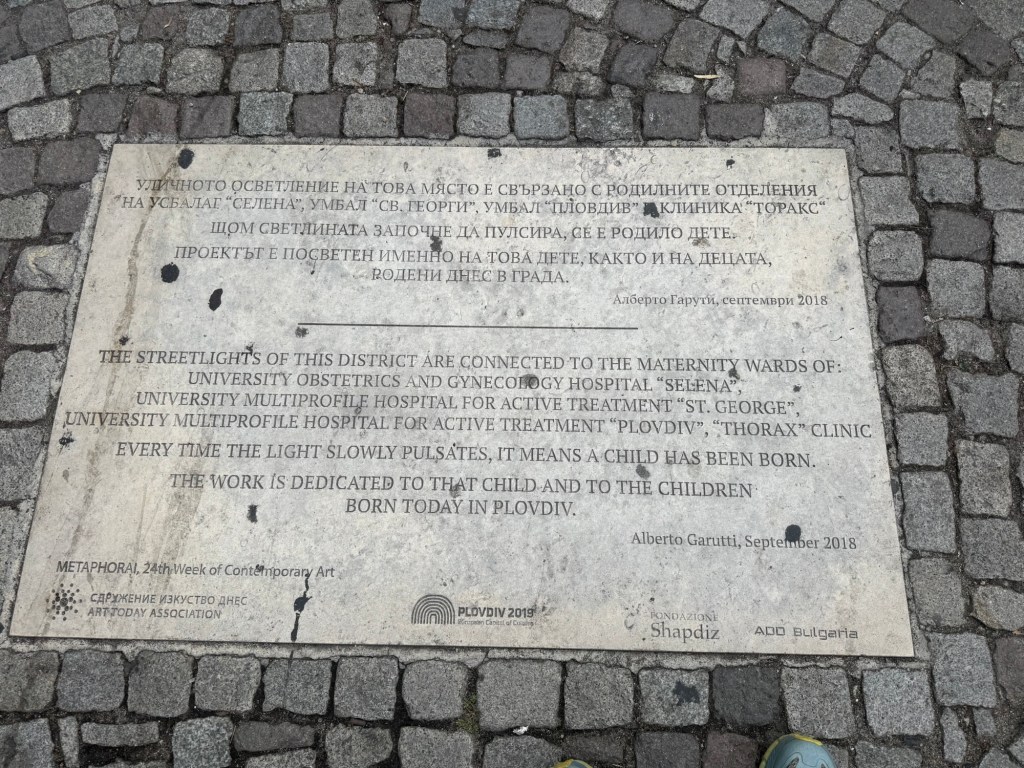 УЛИЧНОТО ОСВЕТЛЕНИЕ НА ТОВА МЯСТО Е СВЪРЗАНО С РОДИЛНИТЕ ОТДЕЛЕНИЯ
НА УСБАЛАГ “СЕЛЕНА”, УМБАЛ “СВ. ГЕОРГИ”, УМБАЛ “ПЛОВДИВ” И КЛИНИКА “ТОРАКС“
ЩОМ СВЕТЛИНАТА ЗАПОЧНЕ ДА ПУЛСИРА, СЕ Е РОДИЛО ДЕТЕ.
ПРОЕКТЪТ Е ПОСВЕТЕН ИМЕННО НА ТОВА ДЕТЕ, КАКТО И НА ДЕЦАТА,
РОДЕНИ ДНЕС В ГРАДА.
Алберто Гарути, септември 2018
THE STREETLIGHTS OF THIS DISTRICT ARE CONNECTED TO THE MATERNITY WARDS OF:
UNIVERSITY OBSTETRICS AND GYNECOLOGY HOSPITAL “SELENA”,
UNIVERSITY MULTIPROFILE HOSPITAL FOR ACTIVE TREATMENT “ST. GEORGE”,
UNIVERSITY MULTIPROFILE HOSPITAL FOR ACTIVE TREATMENT “PLOVDIV”, “THORAX” CLINIC
EVERY TIME THE LIGHT SLOWLY PULSATES, IT MEANS A CHILD HAS BEEN BORN.
THE WORK IS DEDICATED TO THAT CHILD AND TO THE CHILDREN
BORN TODAY IN PLOVDIV.
Alberto Garutti, September 2018
METAPHORAI, 24th Week of Contemporary Art
СДРУЖЕНИЕ ИЗКУСТВО ДНЕС
ART TODAY ASSOCIATION
PLOVDIV 2019
European Capital of Culture
FONDAZIONE
Shapdiz
ADD Bulgaria